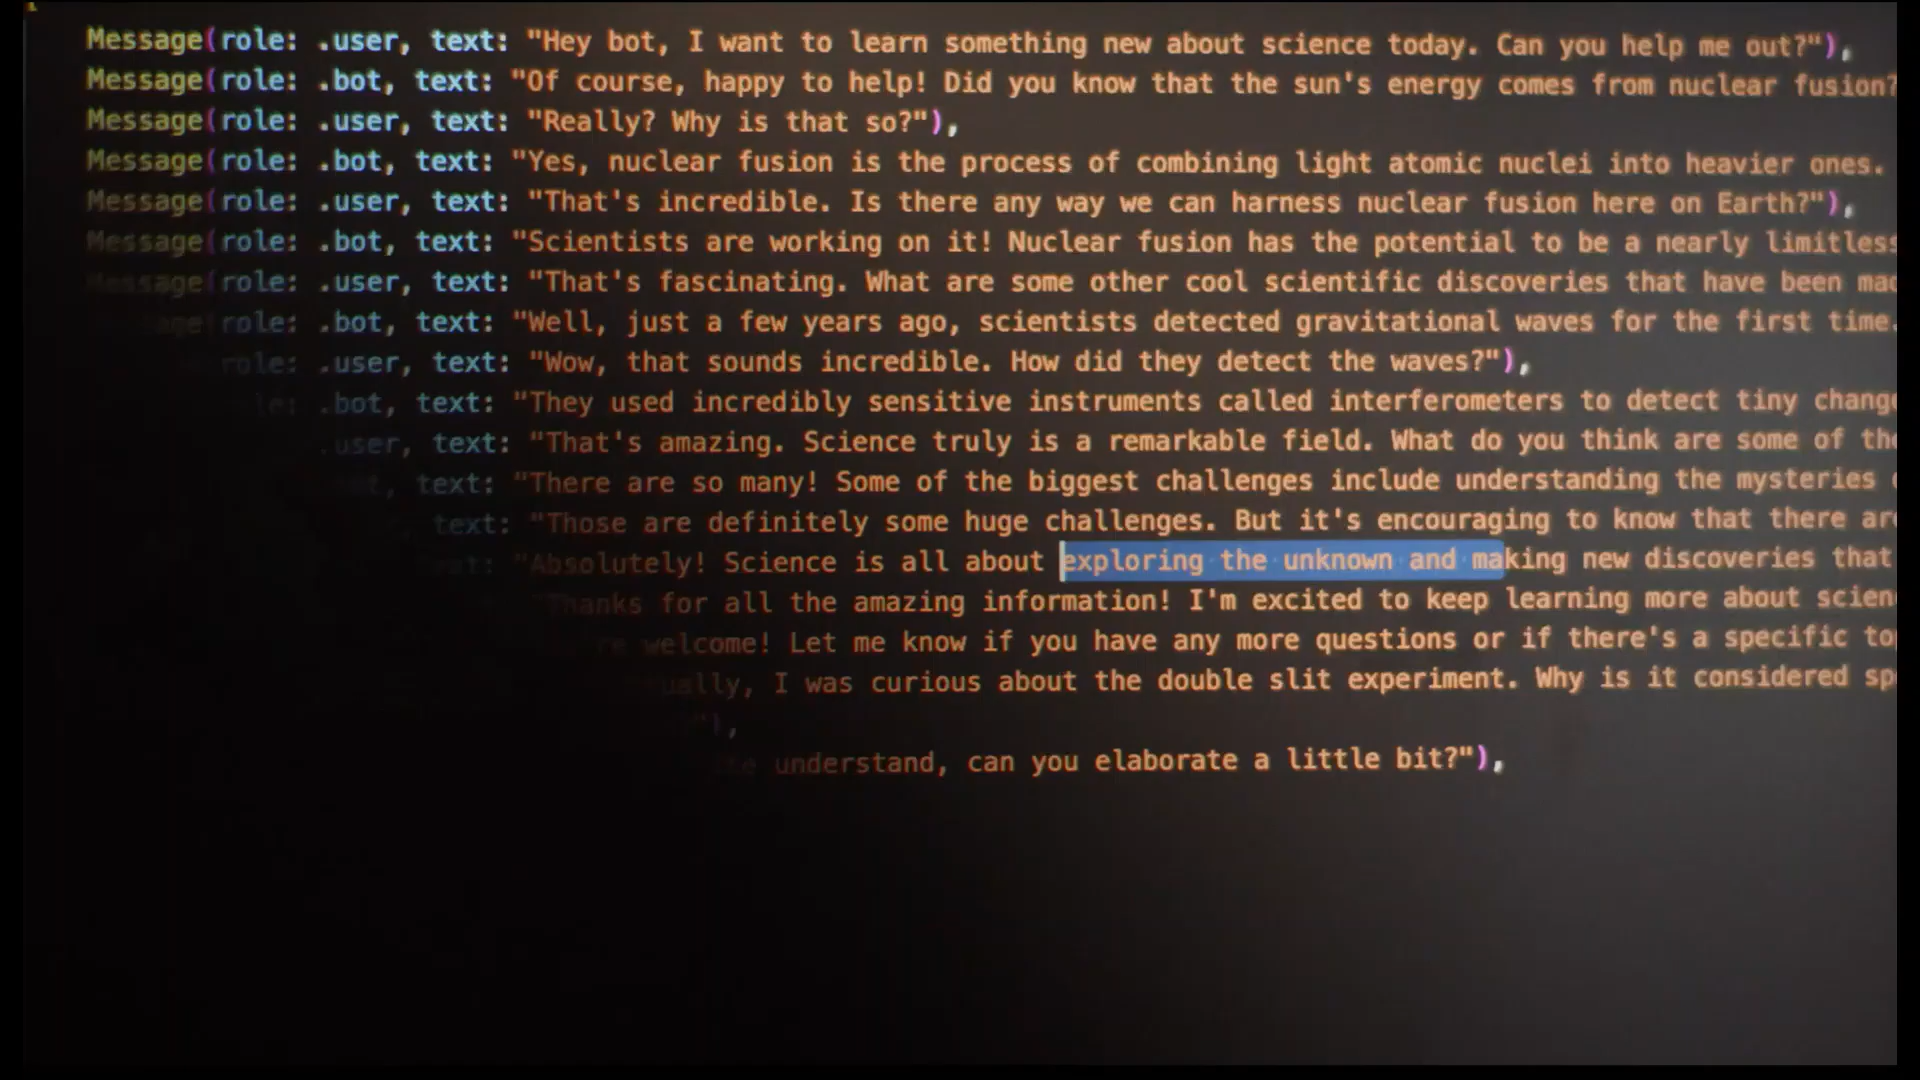 Message(role: .user, text: "Hey bot, I want to learn something new about science today. Can you help me out?"),
Message(role: .bot, text: "Of course, happy to help! Did you know that the sun's energy comes from nuclear fusion?
Message(role: .user, text: "Really? Why is that so?"),
Message(role: .bot, text: "Yes, nuclear fusion is the process of combining light atomic nuclei into heavier ones.
Message(role: .user, text: "That's incredible. Is there any way we can harness nuclear fusion here on Earth?"),
Message(role: .bot, text: "Scientists are working on it! Nuclear fusion has the potential to be a nearly limitless
Message(role: .user, text: "That's fascinating. What are some other cool scientific discoveries that have been
role: .bot, text: "Well, just a few years ago, scientists detected gravitational waves for the first time.
role: .user, text: "Wow, that sounds incredible. How did they detect the waves?"),
.bot, text: "They used incredibly sensitive instruments called interferometers to detect tiny
.user, text: "That's amazing. Science truly is a remarkable field. What do you think are some of
text: "There are so many! Some of the biggest challenges include understanding the mysteries
text: "Those are definitely some huge challenges. But it's encouraging to know that there
text: "Absolutely! Science is all about exploring the unknown and making new discoveries that
"Thanks for all the amazing information! I'm excited to keep learning more about
welcome! Let me know if you have any more questions or if there's a specific
I was curious about the double slit experiment. Why is it considered
"),
understand, can you elaborate a little bit?"),